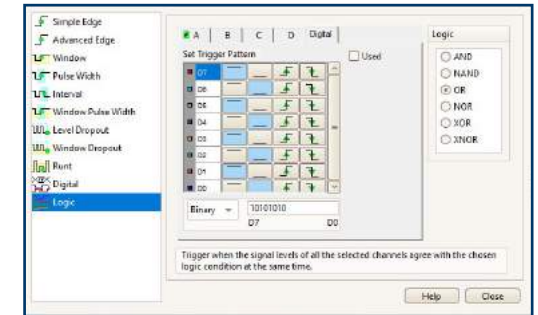 Simple Edge
Advanced Edge
Window
Pulse Width
Interval
Window Pulse Width
Level Dropout
Window Dropout
Runt
Digital
Logic
A B C D Digital
Set Trigger Pattern
Used
D7
D6
D5
D4
D3
D2
D1
D0
Binary 10101010
D7 D0
Logic
AND
NAND
OR
NOR
XOR
XNOR
Trigger when the signal levels of all the selected channels agree with the chosen
logic condition at the same time.
Help Close